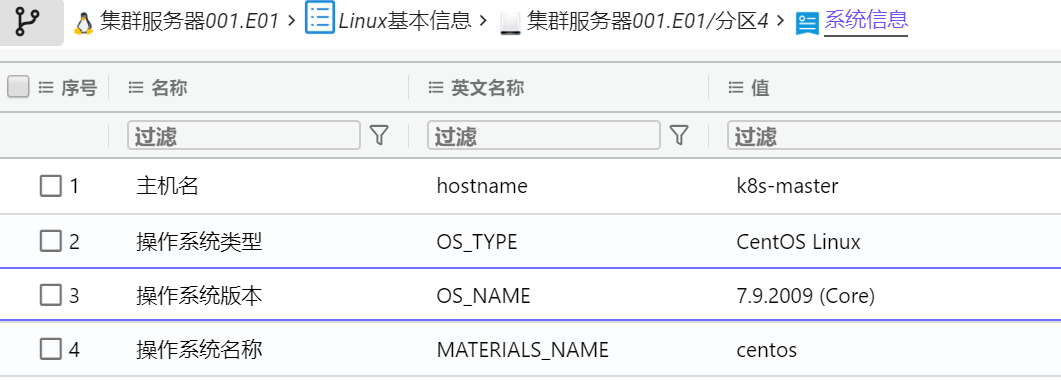 集群服务器001.E01 › Linux基本信息 › 集群服务器001.E01/分区4 › 系统信息
序号 名称 英文名称 值
过滤 过滤 过滤
1 主机名 hostname k8s-master
2 操作系统类型 OS_TYPE CentOS Linux
3 操作系统版本 OS_NAME 7.9.2009 (Core)
4 操作系统名称 MATERIALS_NAME centos